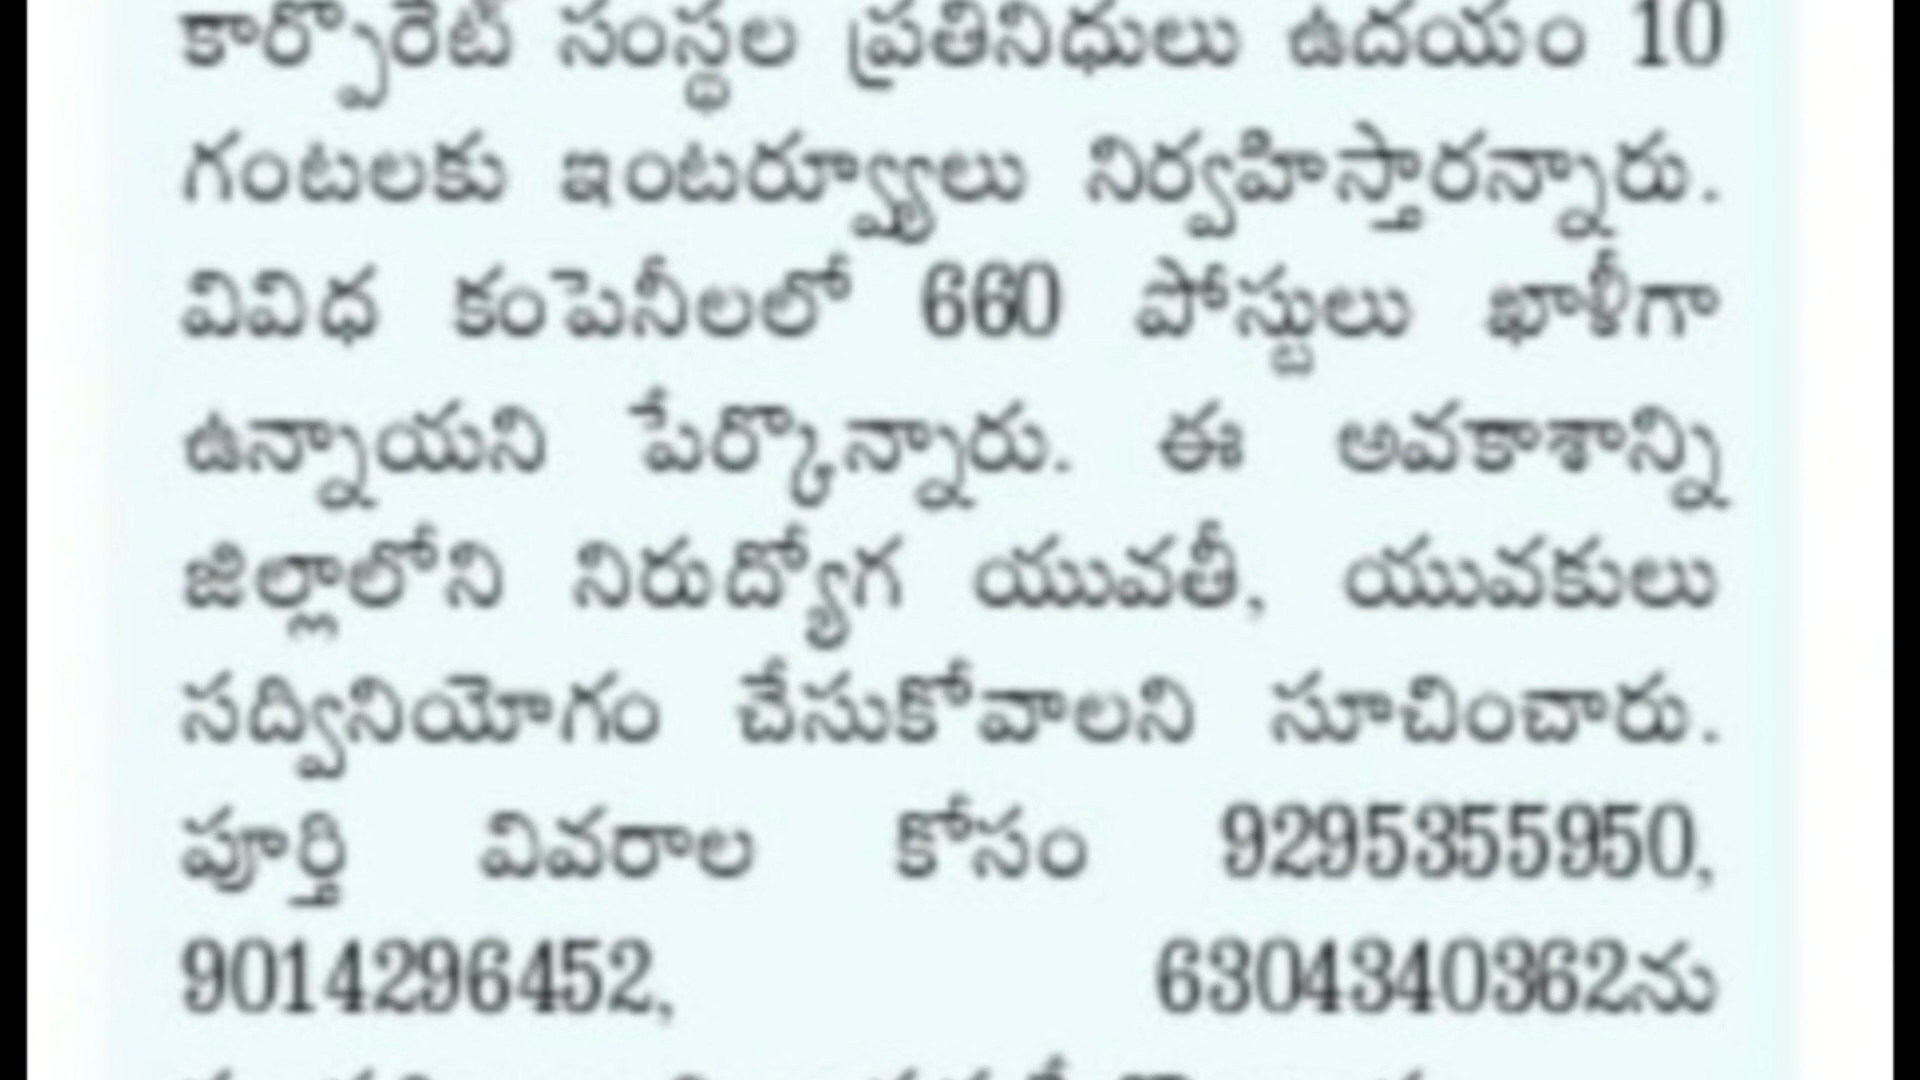 కార్పొరేట్ సంస్థల ప్రతినిధులు ఉదయం 10
గంటలకు ఇంటర్వ్యూలు నిర్వహిస్తారన్నారు.
వివిధ కంపెనీలలో 660 పోస్టులు ఖాళీగా
ఉన్నాయని పేర్కొన్నారు. ఈ అవకాశాన్ని
జిల్లాలోని నిరుద్యోగ యువతీ, యువకులు
సద్వినియోగం చేసుకోవాలని సూచించారు.
పూర్తి వివరాల కోసం 9295355950,
9014296452, 6304340362ను